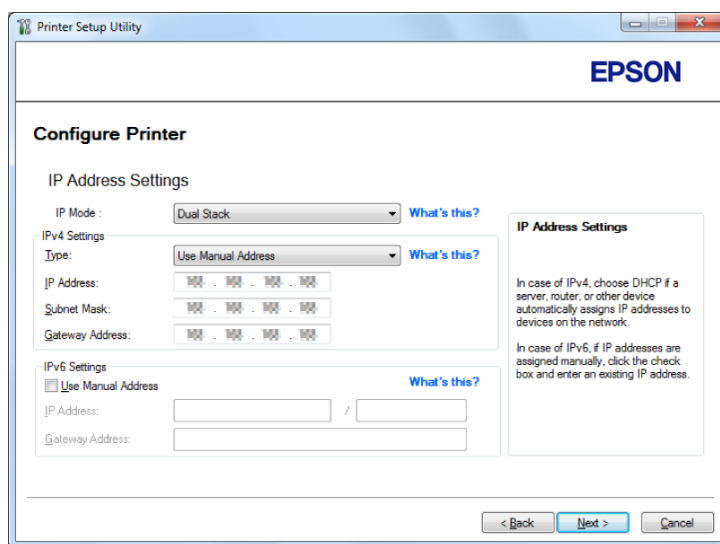 Printer Setup Utility
EPSON
Configure Printer
IP Address Settings
IP Mode :
Dual Stack
What's this?
IPv4 Settings
Type:
Use Manual Address
What's this?
IP Address:
Subnet Mask:
Gateway Address:
IPv6 Settings
Use Manual Address
What's this?
IP Address:
/
Gateway Address:
IP Address Settings
In case of IPv4, choose DHCP if a
server, router, or other device
automatically assigns IP addresses to
devices on the network.
In case of IPv6, if IP addresses are
assigned manually, click the check
box and enter an existing IP address.
< Back
Next >
Cancel